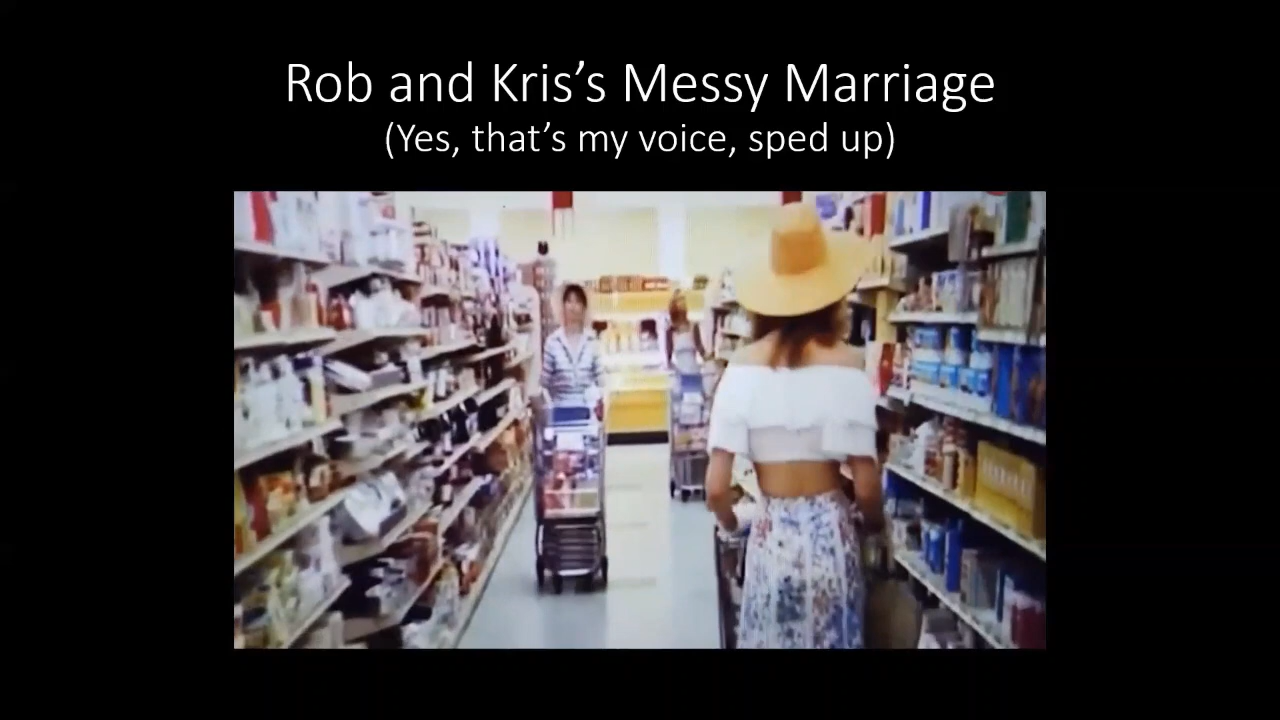 Rob and Kris’s Messy Marriage
(Yes, that’s my voice, sped up)